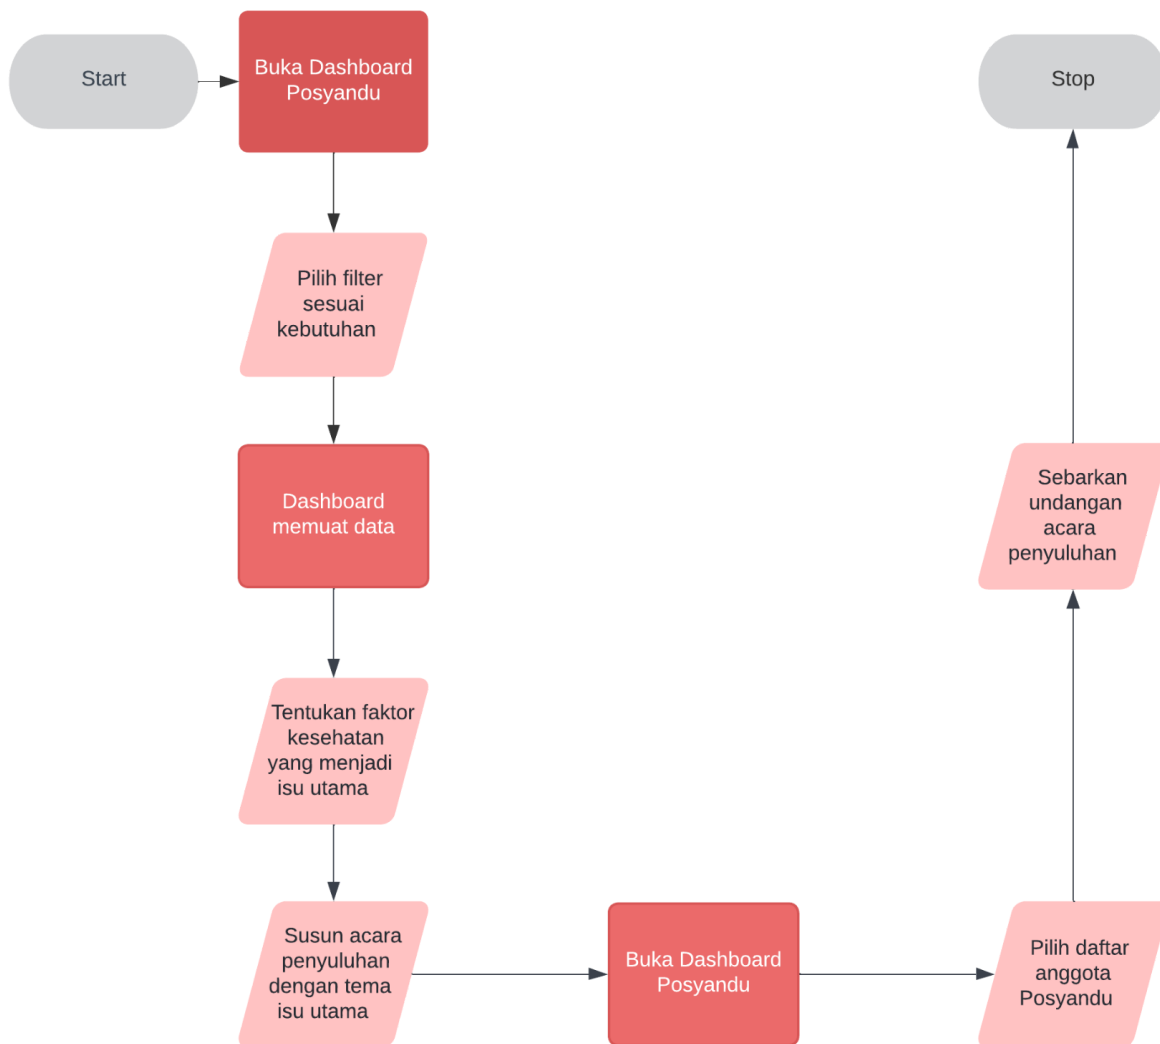 Start
Buka Dashboard
Posyandu
Pilih filter
sesuai
kebutuhan
Dashboard
memuat data
Tentukan faktor
kesehatan
yang menjadi
isu utama
Susun acara
penyuluhan
dengan tema
isu utama
Buka Dashboard
Posyandu
Pilih daftar
anggota
Posyandu
Sebarkan
undangan
acara
penyuluhan
Stop